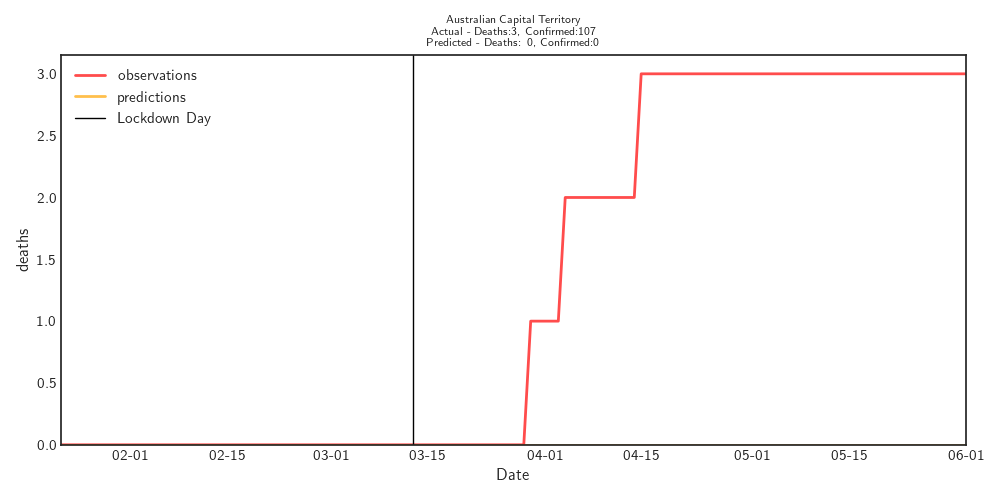 Australian Capital Territory
Actual - Deaths:3, Confirmed:107
Predicted - Deaths: 0, Confirmed:0
observations
predictions
Lockdown Day
deaths
3.0
2.5
2.0
1.5
1.0
0.5
0.0
02-01 02-15 03-01 03-15 04-01 04-15 05-01 05-15 06-01
Date